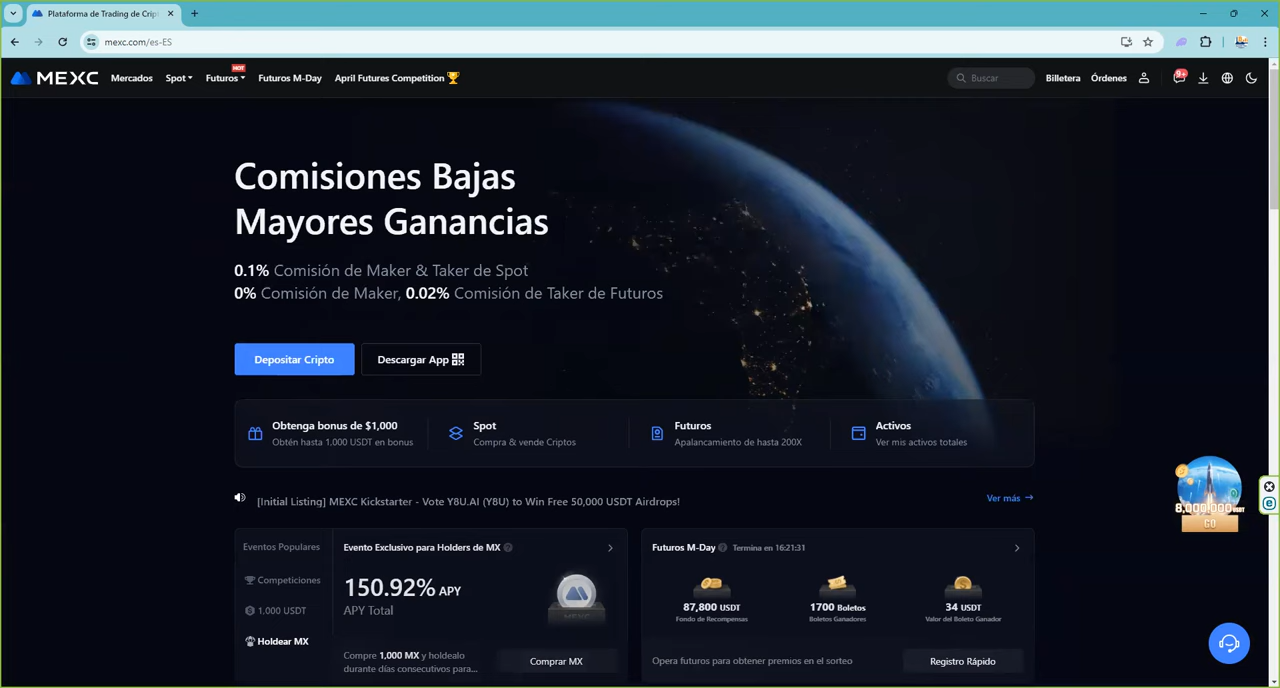 Plataforma de Trading de Crip
mexc.com/es-ES
MEXC Mercados Spot Futuros HOT Futuros M-Day April Futures Competition Buscar Billetera Órdenes 9+
Comisiones Bajas
Mayores Ganancias
0.1% Comisión de Maker & Taker de Spot
0% Comisión de Maker, 0.02% Comisión de Taker de Futuros
Depositar Cripto Descargar App
Obtenga bonus de $1,000
Obtén hasta 1.000 USDT en bonus
Spot
Compra & vende Criptos
Futuros
Apalancamiento de hasta 200X
Activos
Ver mis activos totales
[Initial Listing] MEXC Kickstarter - Vote Y8U.AI (Y8U) to Win Free 50,000 USDT Airdrops!
Ver más
8,000,000 USDT
GO
Eventos Populares
Competiciones
1,000 USDT
Holdear MX
Evento Exclusivo para Holders de MX
150.92% APY
APY Total
MEXC
Compre 1,000 MX y holdealo
durante días consecutivos para...
Comprar MX
Futuros M-Day Termina en 16:21:31
87,800 USDT
Fondo de Recompensas
1700 Boletos
Boletos Ganadores
34 USDT
Valor del Boleto Ganador
Opera futuros para obtener premios en el sorteo
Registro Rápido